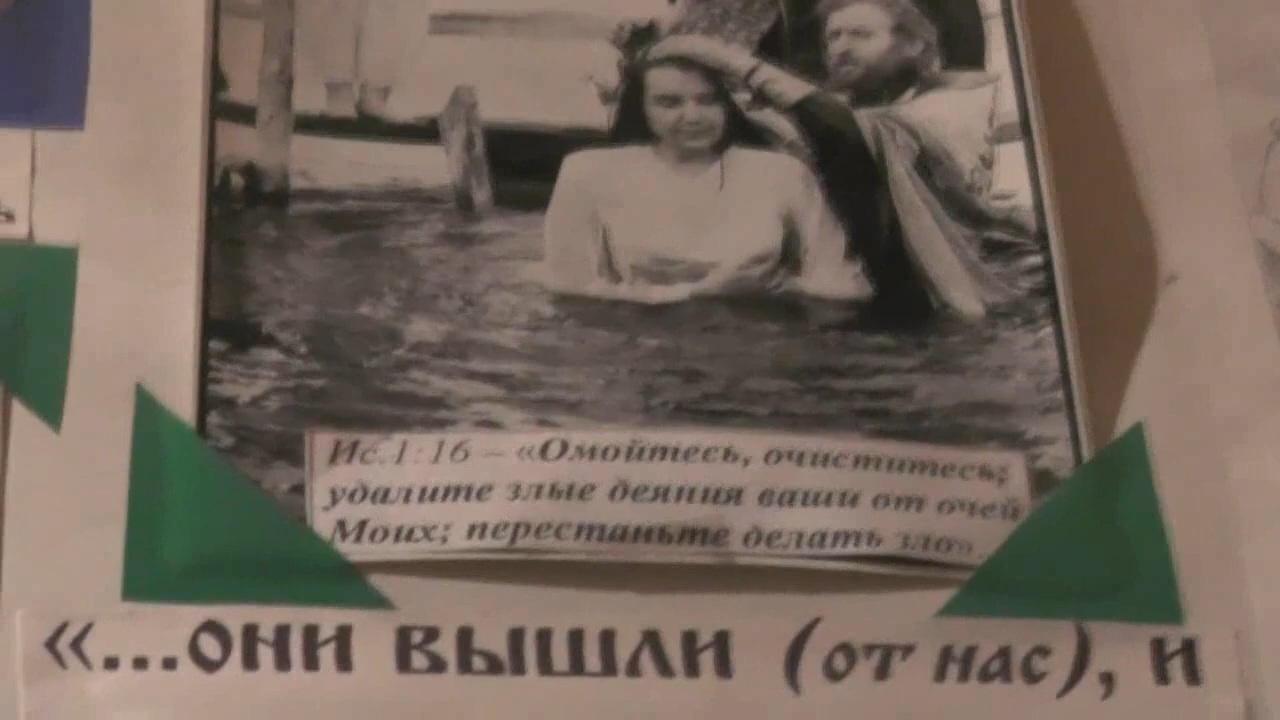 Ис.1:16 – «Омойтесь, очиститесь;
удалите злые деяния ваши от очей
Моих; перестаньте делать зло».
«...они вышли (от нас), и